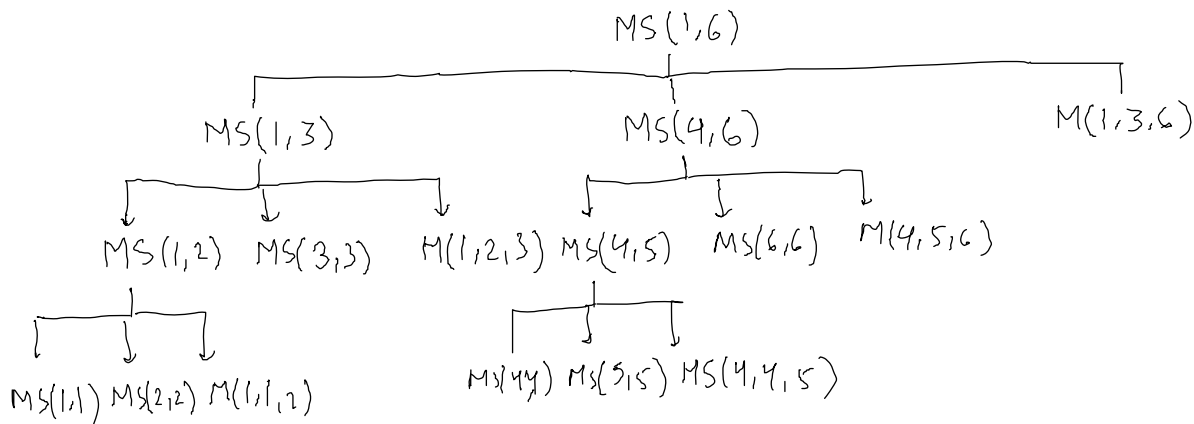 MS(1,6)
MS(1,3) MS(4,6) M(1,3,6)
MS(1,2) MS(3,3) M(1,2,3) MS(4,5) MS(6,6) M(4,5,6)
MS(1,1) MS(2,2) M(1,1,2) MS(4,4) MS(5,5) MS(4,4,5)